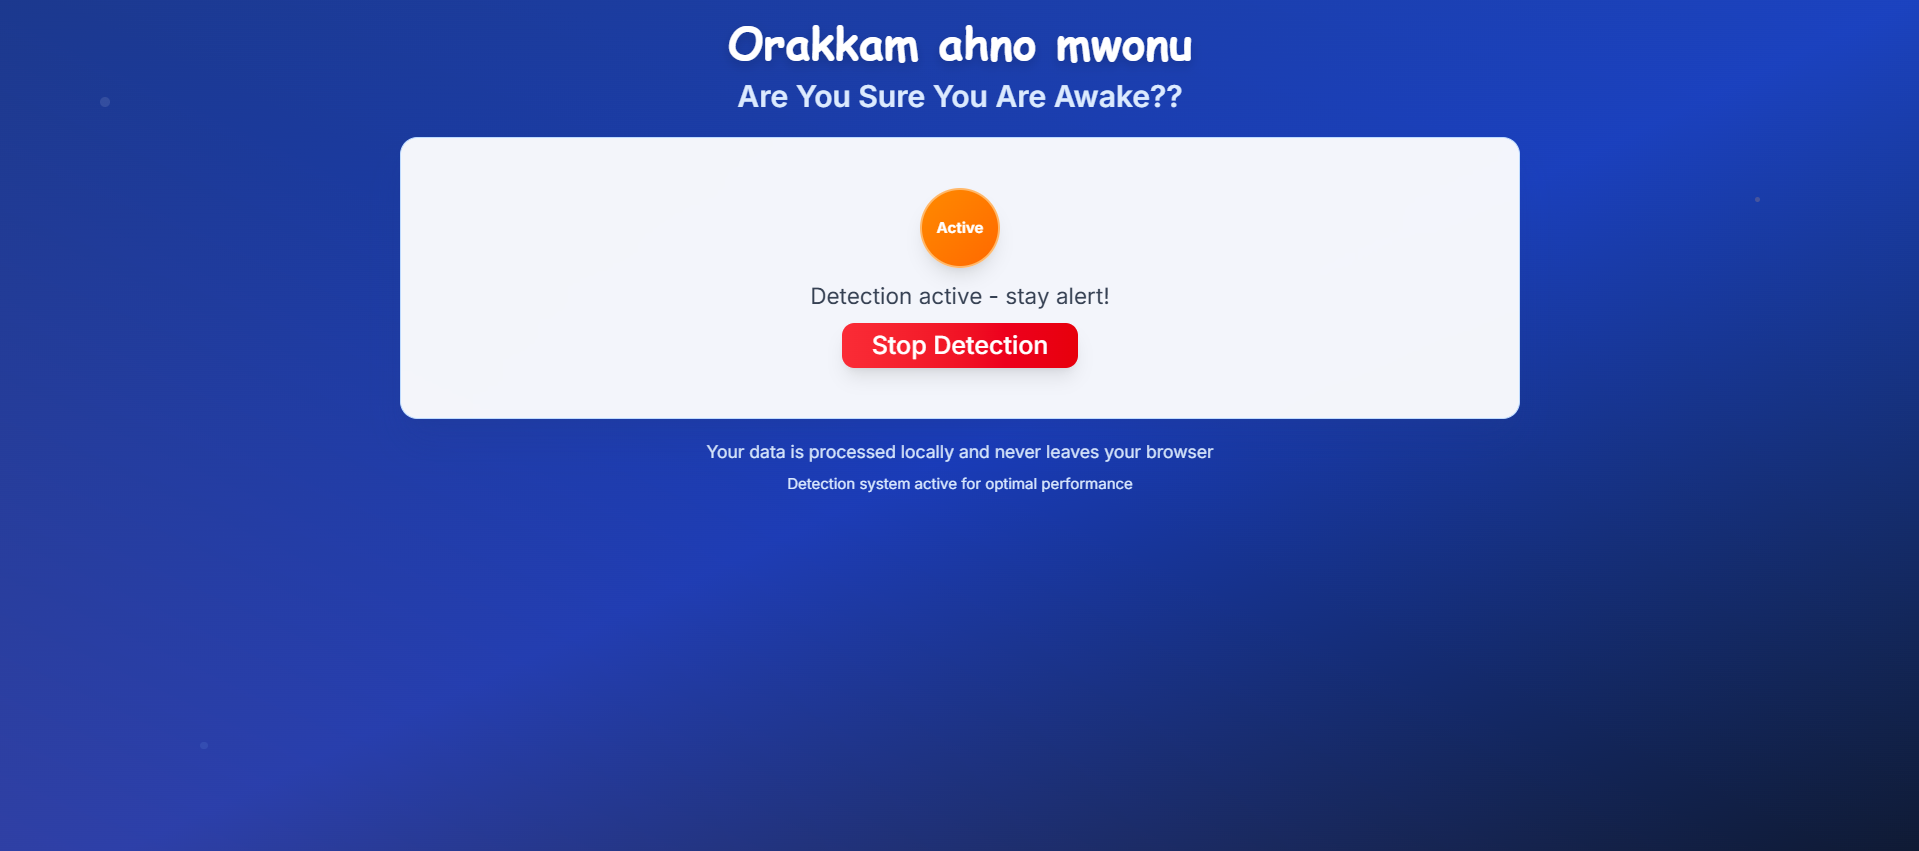 Orakkam ahno mwonu
Are You Sure You Are Awake??
Active
Detection active - stay alert!
Stop Detection
Your data is processed locally and never leaves your browser
Detection system active for optimal performance